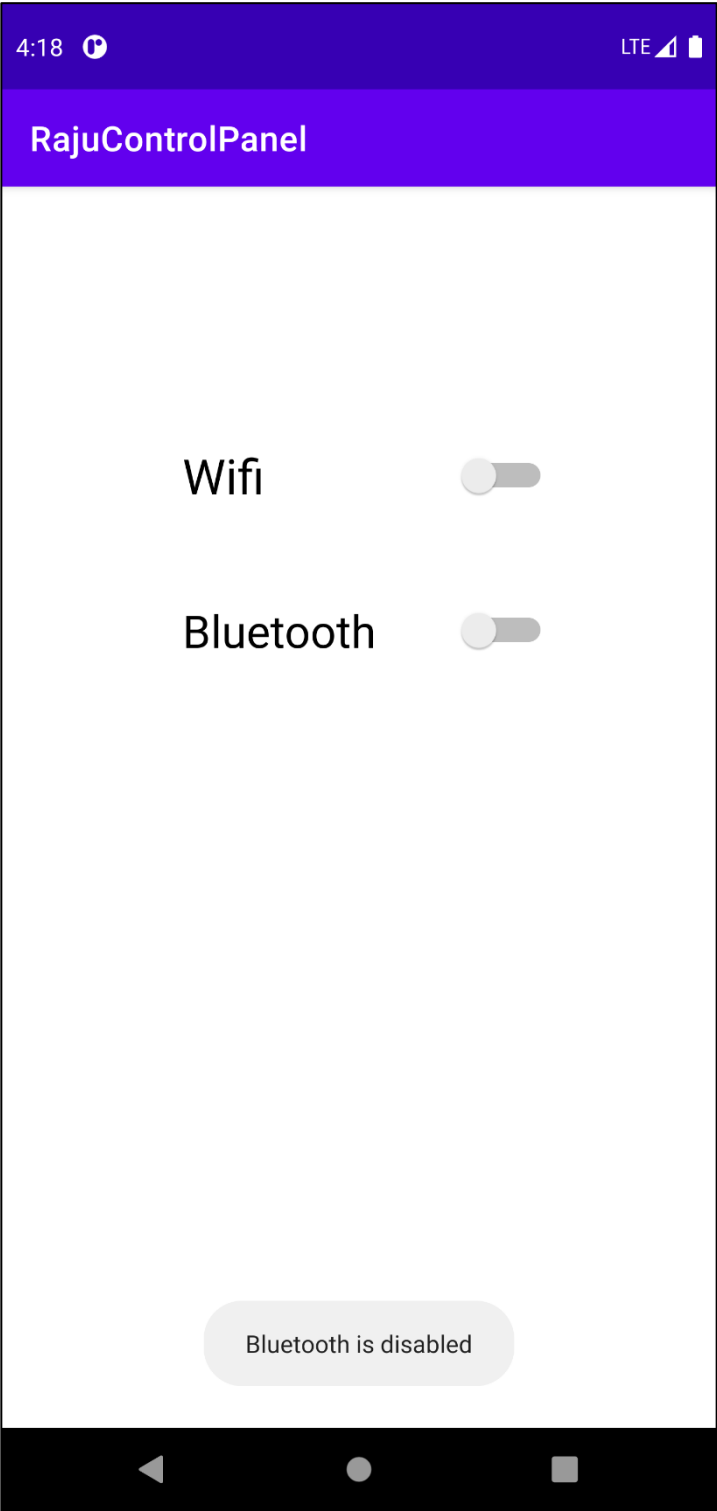 4:18 LTE
RajuControlPanel
Wifi
Bluetooth
Bluetooth is disabled